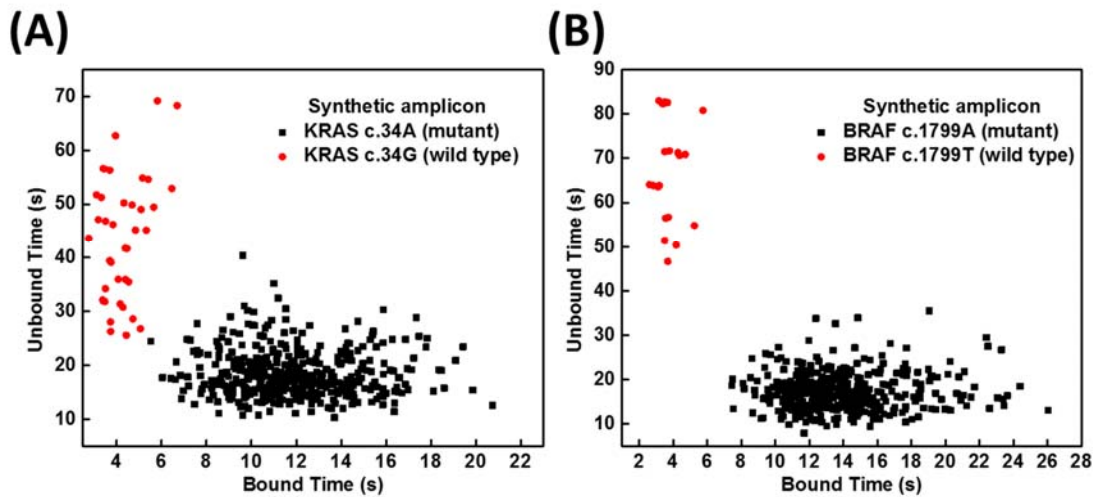 (A)
Unbound Time (s)
70
60
50
40
30
20
10
Synthetic amplicon
KRAS c.34A (mutant)
KRAS c.34G (wild type)
4 6 8 10 12 14 16 18 20 22
Bound Time (s)
(B)
Unbound Time (s)
90
80
70
60
50
40
30
20
10
Synthetic amplicon
BRAF c.1799A (mutant)
BRAF c.1799T (wild type)
2 4 6 8 10 12 14 16 18 20 22 24 26 28
Bound Time (s)